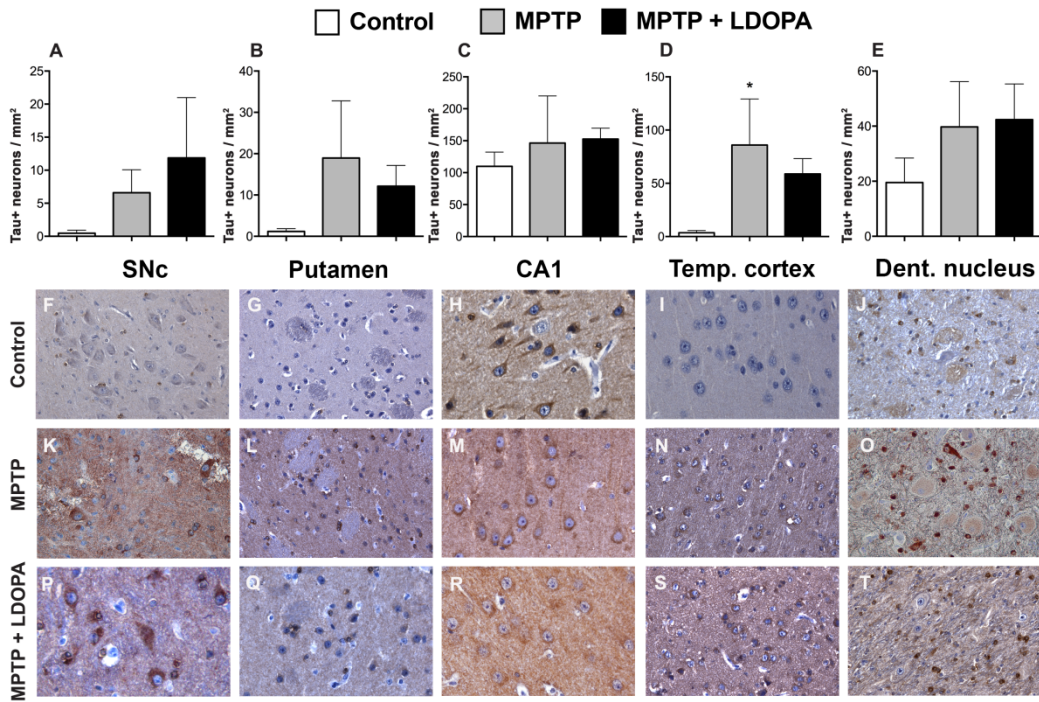 Control MPTP MPTP + LDOPA
A B C D E
Tau+ neurons / mm²
25
20
15
10
5
0
Tau+ neurons / mm²
40
30
20
10
0
Tau+ neurons / mm²
200
150
100
50
0
Tau+ neurons / mm²
150
100
50
0
*
Tau+ neurons / mm²
60
40
20
0
SNc Putamen CA1 Temp. cortex Dent. nucleus
Control
F G H I J
MPTP
K L M N O
MPTP + LDOPA
P Q R S T